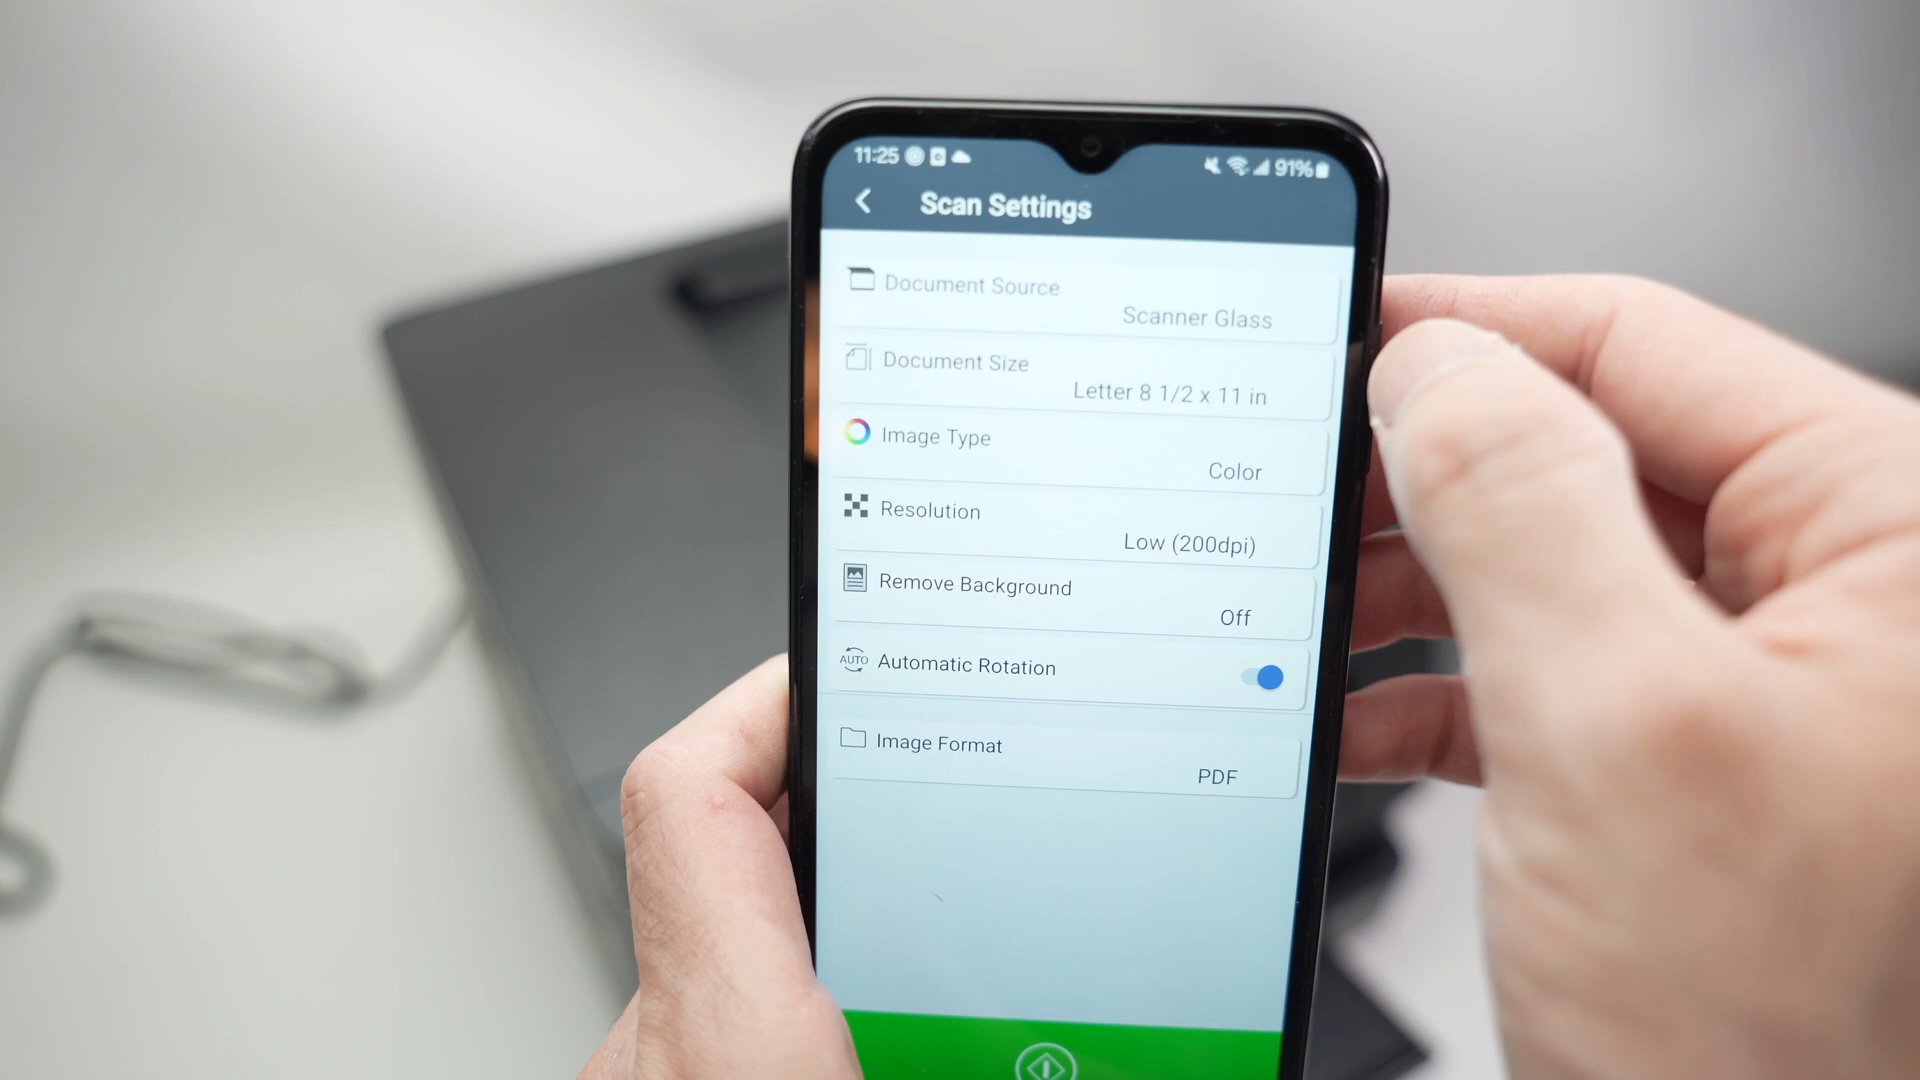 11:25 91%
Scan Settings
Document Source
Scanner Glass
Document Size
Letter 8 1/2 x 11 in
Image Type
Color
Resolution
Low (200dpi)
Remove Background
Off
AUTO Automatic Rotation
Image Format
PDF